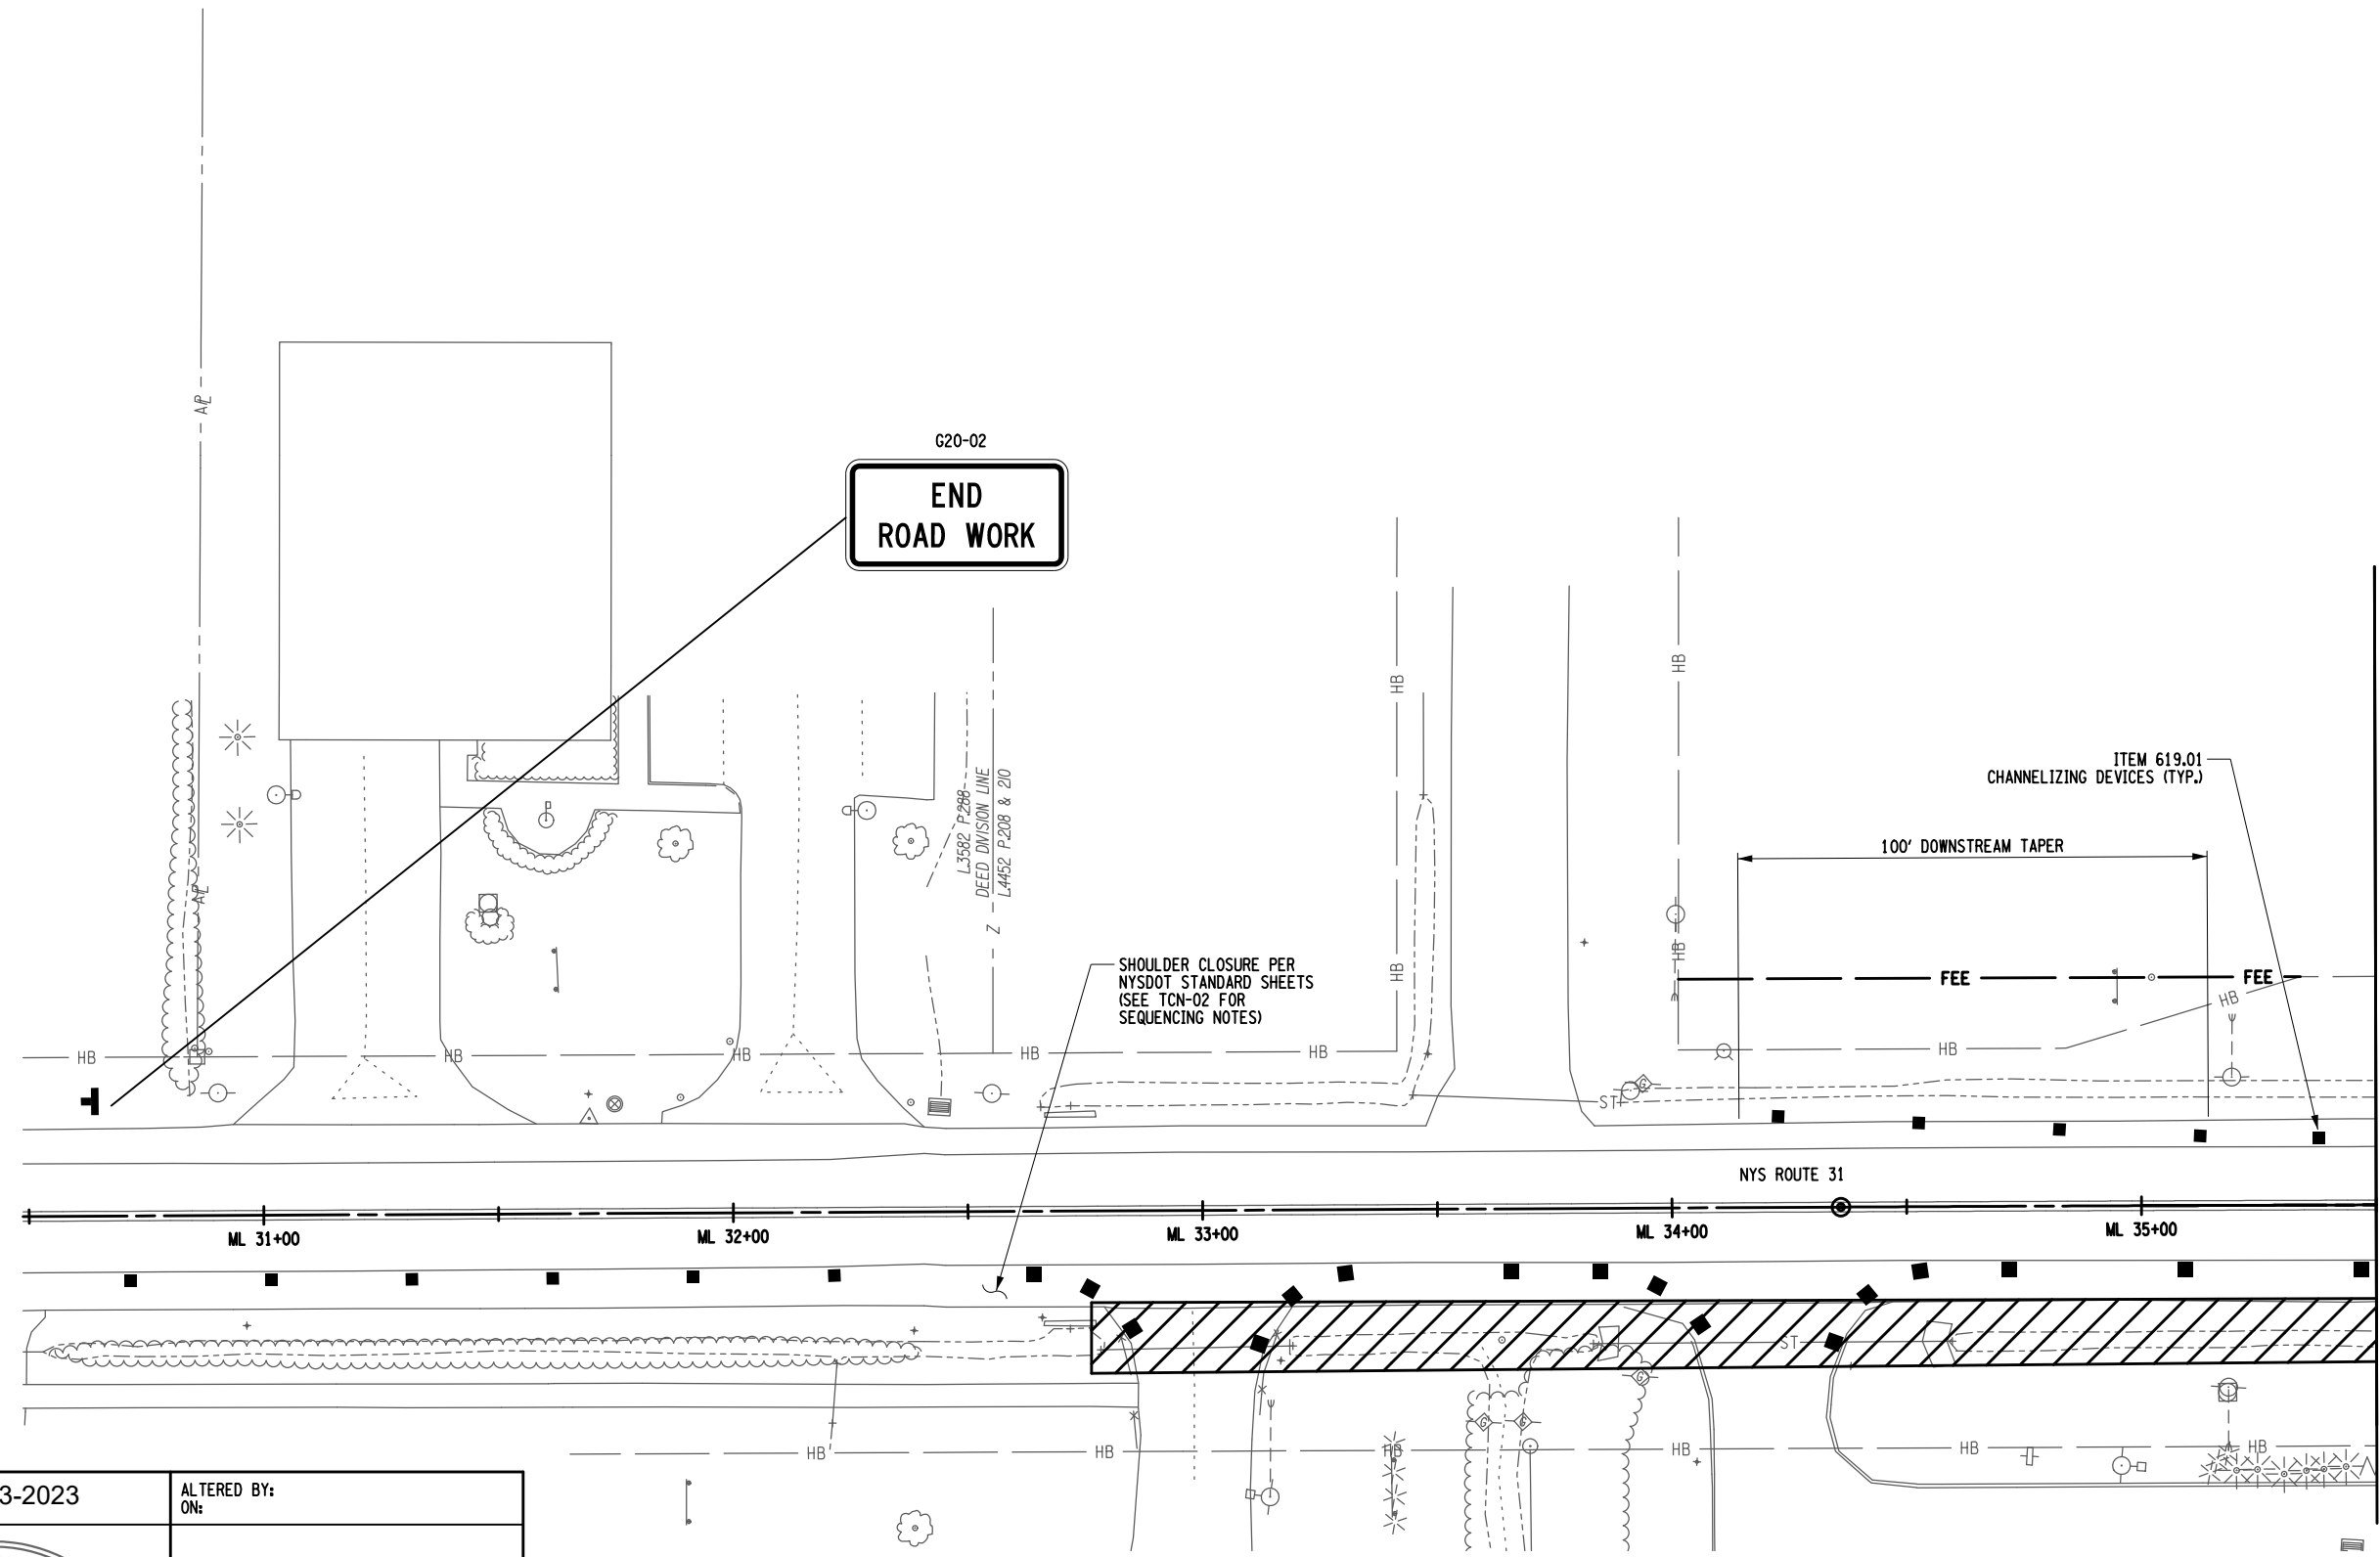 G20-02
END
ROAD WORK
AP
AP
L3582 P.288
DEED DIVISION LINE
L4452 P.208 & 210
Z
HB
HB
HB
HB
ITEM 619.01
CHANNELIZING DEVICES (TYP.)
100' DOWNSTREAM TAPER
FEE
FEE
HB
SHOULDER CLOSURE PER
NYSDOT STANDARD SHEETS
(SEE TCN-02 FOR
SEQUENCING NOTES)
HB
HB
HB
HB
HB
HB
G
ST
NYS ROUTE 31
ML 31+00
ML 32+00
ML 33+00
ML 34+00
ML 35+00
ST
G
G
G
HB
HB
HB
HB
HB
HB
3-2023
ALTERED BY:
ON: